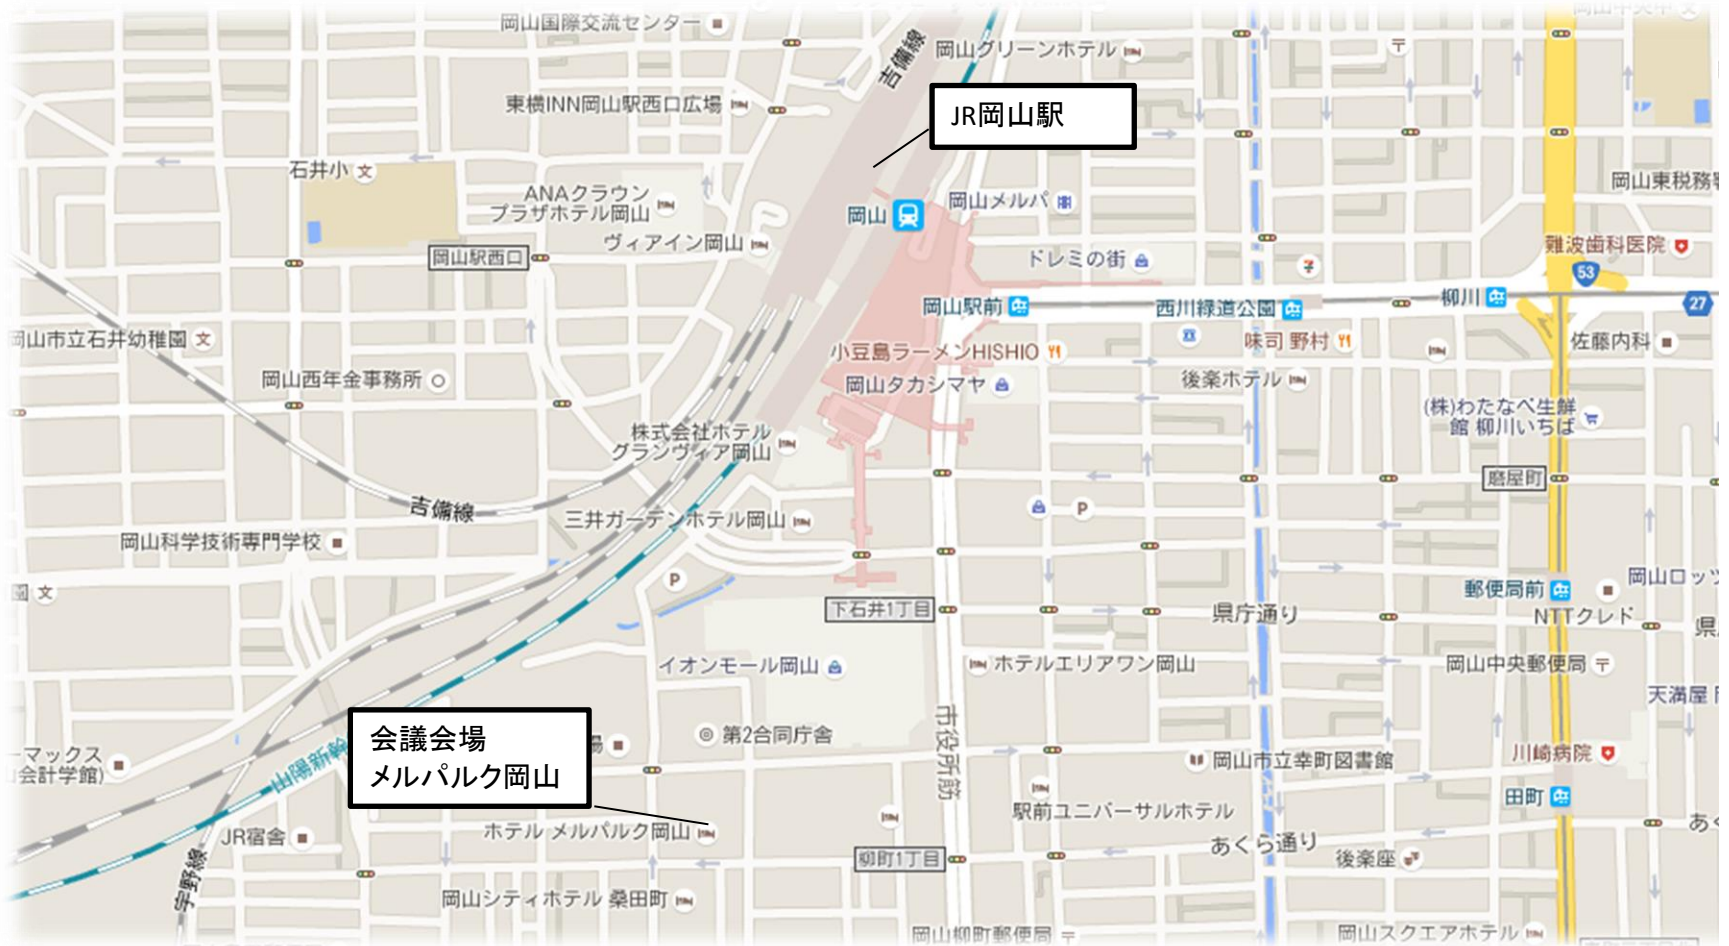 岡山国際交流センター
吉備線
岡山グリーンホテル
東横INN岡山駅西口広場
JR岡山駅
石井小
文
ANAクラウン
プラザホテル岡山
岡山
岡山メルパ
岡山東税務署
ヴィアイン岡山
岡山駅西口
ドレミの街
難波歯科医院
53
岡山駅前
西川緑道公園
柳川
27
岡山市立石井幼稚園
文
小豆島ラーメンHISHIO
味司 野村
佐藤内科
岡山西年金事務所
岡山タカシマヤ
後楽ホテル
(株)わたなべ生鮮
館 柳川いちば
株式会社ホテル
グランヴィア岡山
磨屋町
吉備線
三井ガーデンホテル岡山
P
岡山科学技術専門学校
P
文
下石井1丁目
県庁通り
郵便局前
岡山ロッツ
NTTクレド
県
イオンモール岡山
ホテルエリアワン岡山
岡山中央郵便局
天満屋
会議会場
メルパルク岡山
第2合同庁舎
市役所筋
岡山市立幸町図書館
川崎病院
ーマックス
会計学館)
山陽新幹
場
駅前ユニバーサルホテル
田町
JR宿舎
ホテル メルパルク岡山
あくら通り
あく
宇野線
柳町1丁目
後楽座
岡山シティホテル 桑田町
岡山柳町郵便局
岡山スクエアホテル